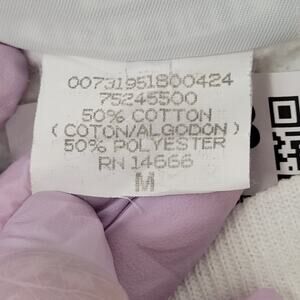 00731951800424
75245500
50% COTTON
(COTON/ALGODON)
50% POLYESTER
RN 14666
M